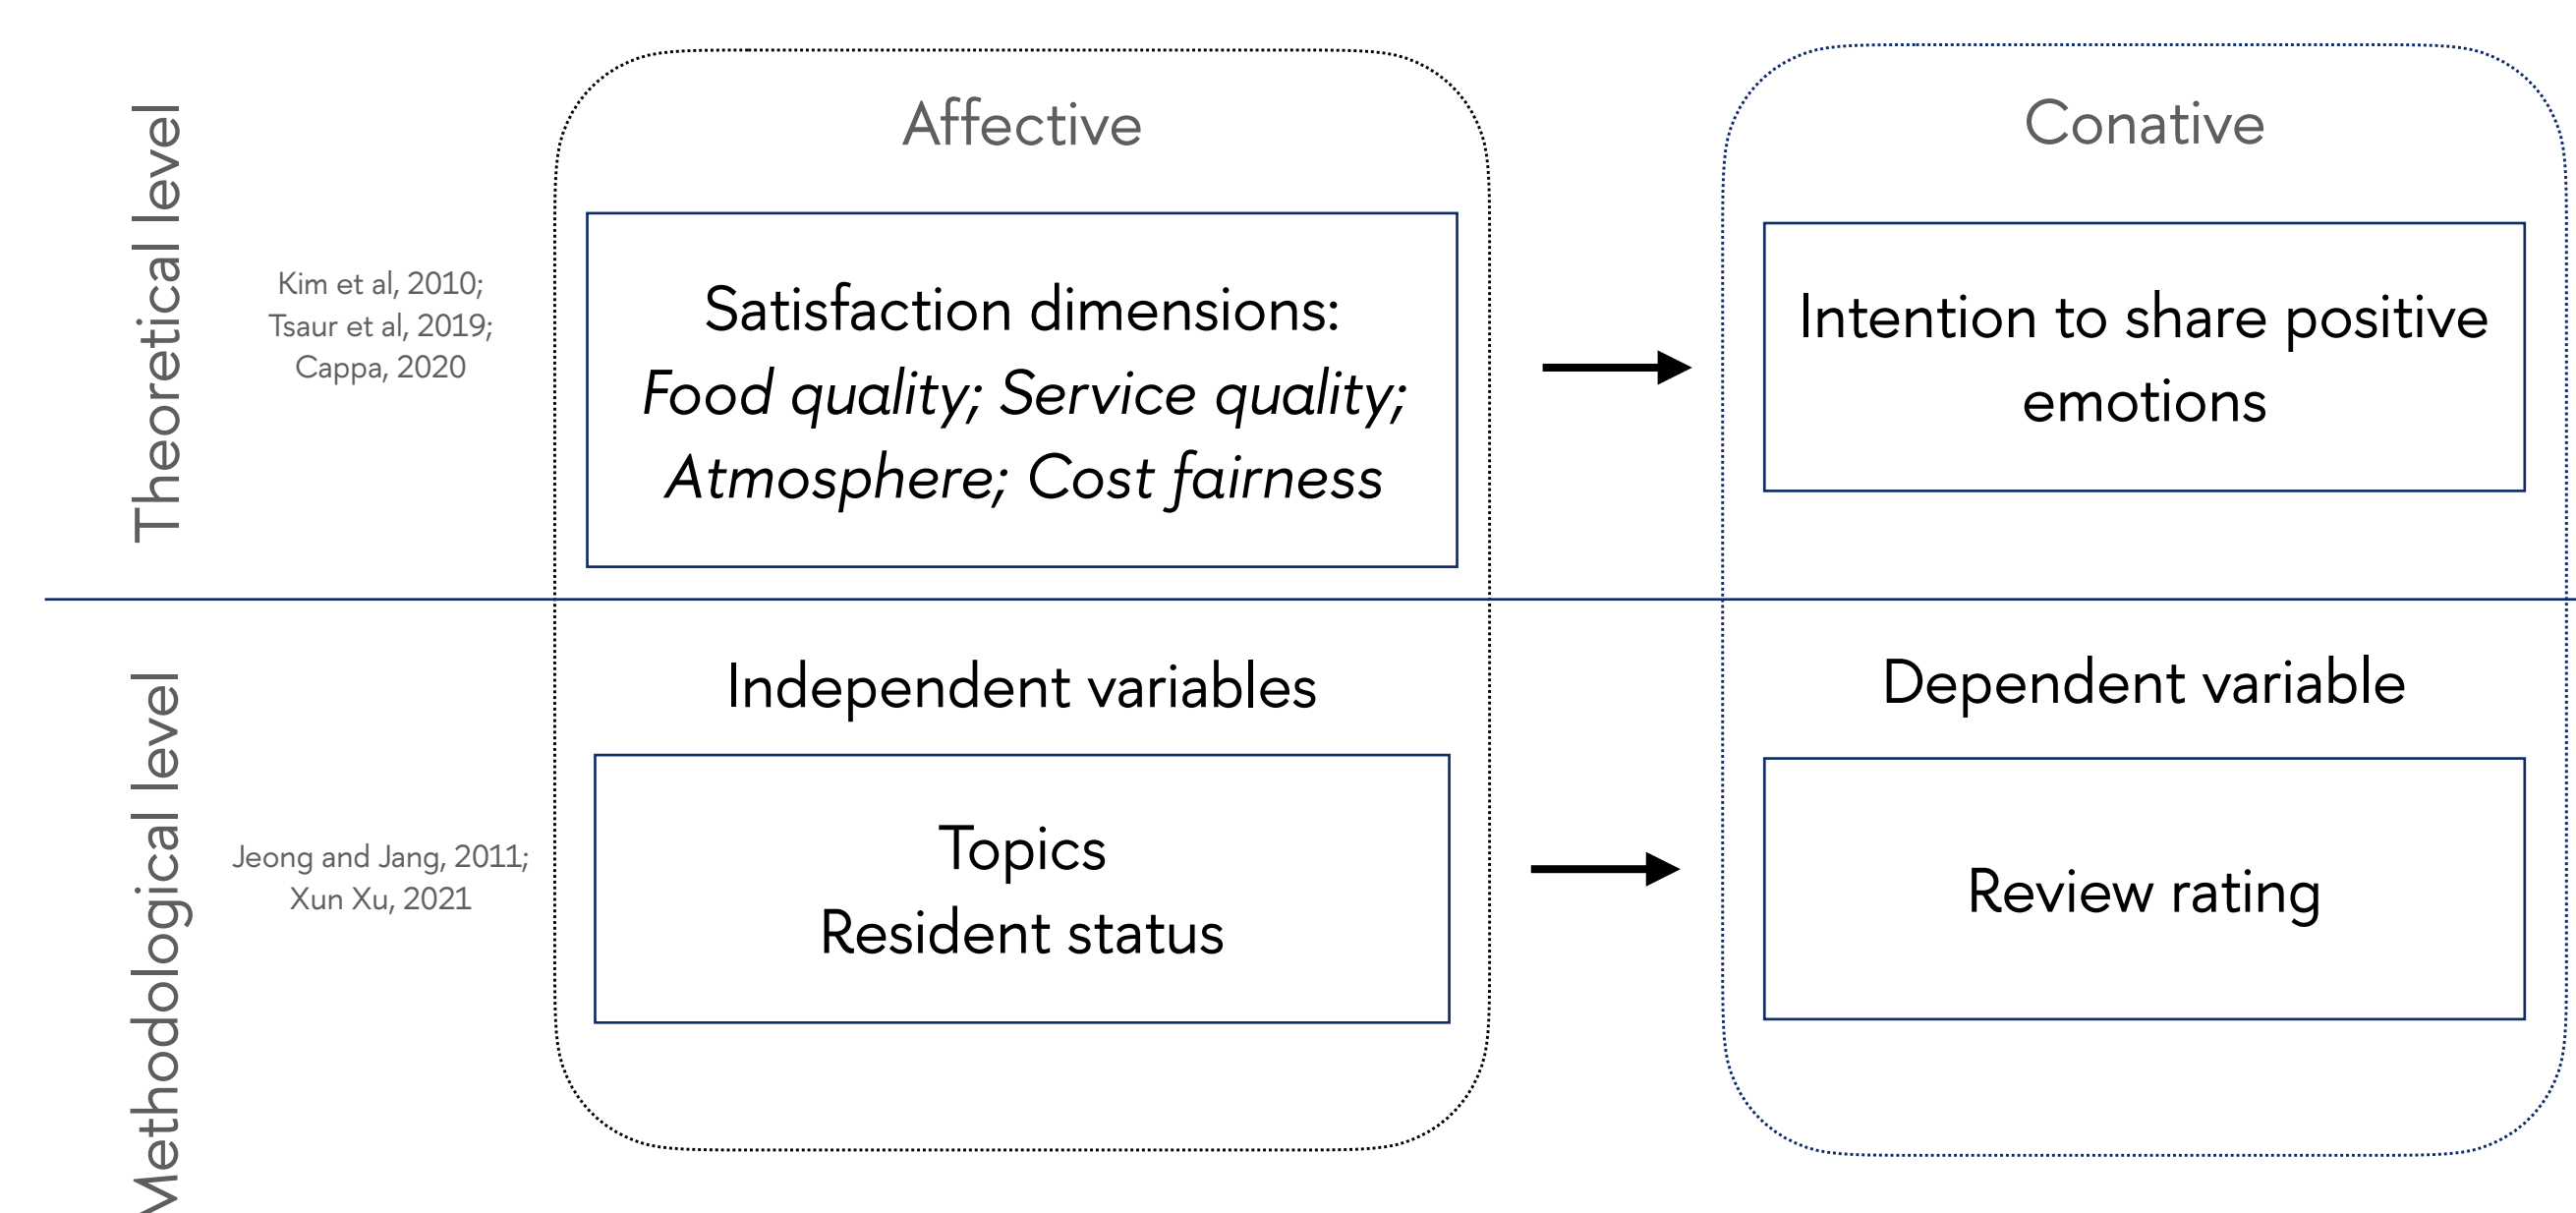 Theoretical level
Kim et al, 2010;
Tsaur et al, 2019;
Cappa, 2020
Affective
Satisfaction dimensions:
Food quality; Service quality;
Atmosphere; Cost fairness
Conative
Intention to share positive
emotions
Methodological level
Jeong and Jang, 2011;
Xun Xu, 2021
Independent variables
Topics
Resident status
Dependent variable
Review rating